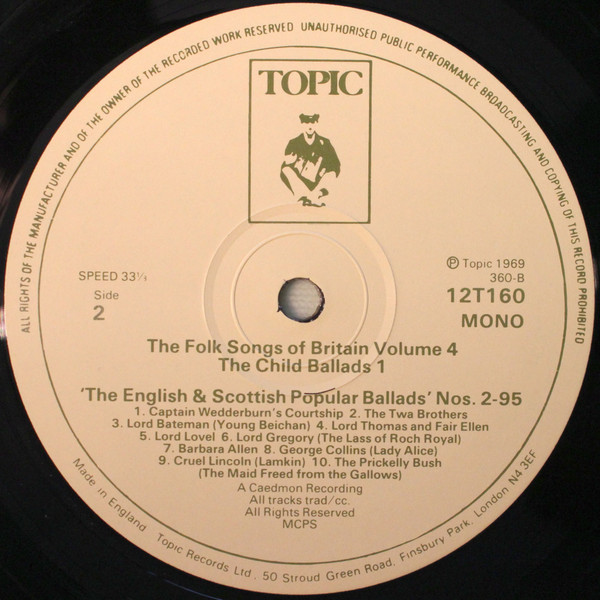 ALL RIGHTS OF THE MANUFACTURER AND OF THE OWNER OF THE RECORDED WORK RESERVED UNAUTHORISED PUBLIC PERFORMANCE BROADCASTING AND COPYING OF THIS RECORD PROHIBITED
TOPIC
SPEED 33⅓
Side
2
℗ Topic 1969
360-B
12T160
MONO
The Folk Songs of Britain Volume 4
The Child Ballads 1
'The English & Scottish Popular Ballads' Nos. 2-95
1. Captain Wedderburn's Courtship 2. The Twa Brothers
3. Lord Bateman (Young Beichan) 4. Lord Thomas and Fair Ellen
5. Lord Lovel 6. Lord Gregory (The Lass of Roch Royal)
7. Barbara Allen 8. George Collins (Lady Alice)
9. Cruel Lincoln (Lamkin) 10. The Prickelly Bush
(The Maid Freed from the Gallows)
A Caedmon Recording
All tracks trad/cc.
All Rights Reserved
MCPS
Made in England Topic Records Ltd., 50 Stroud Green Road, Finsbury Park, London N4 3EF